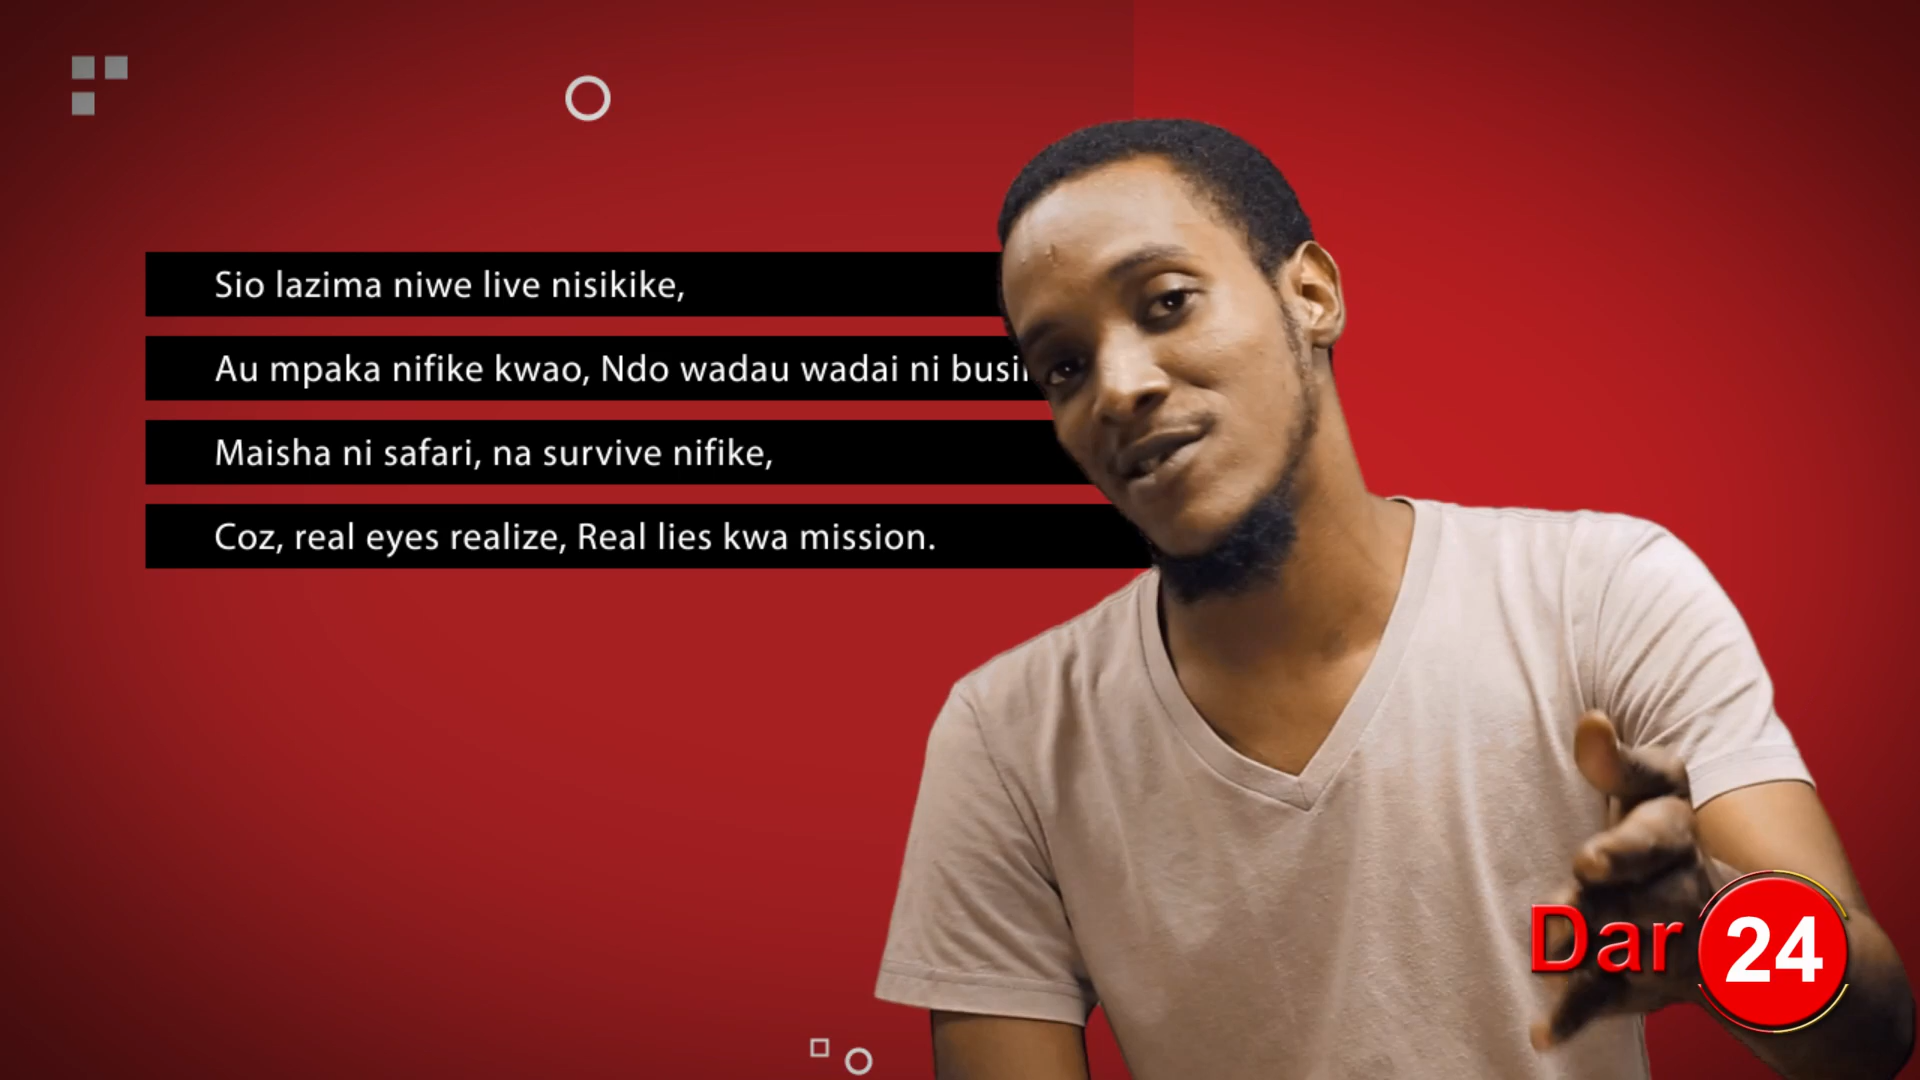 Sio lazima niwe live nisikike,
Au mpaka nifike kwao, Ndo wadau wadai ni
Maisha ni safari, na survive nifike,
Coz, real eyes realize, Real lies kwa mission.
Dar 24